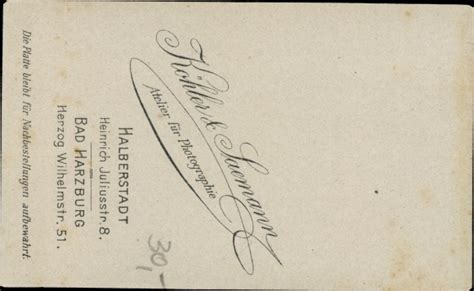 Köhler & Saemann
Atelier für Photographie
HALBERSTADT
Heinrich Juliusstr. 8.
BAD HARZBURG
Herzog Wilhelmstr. 51.
Die Platte bleibt für Nachbestellungen aufbewahrt.
30,-